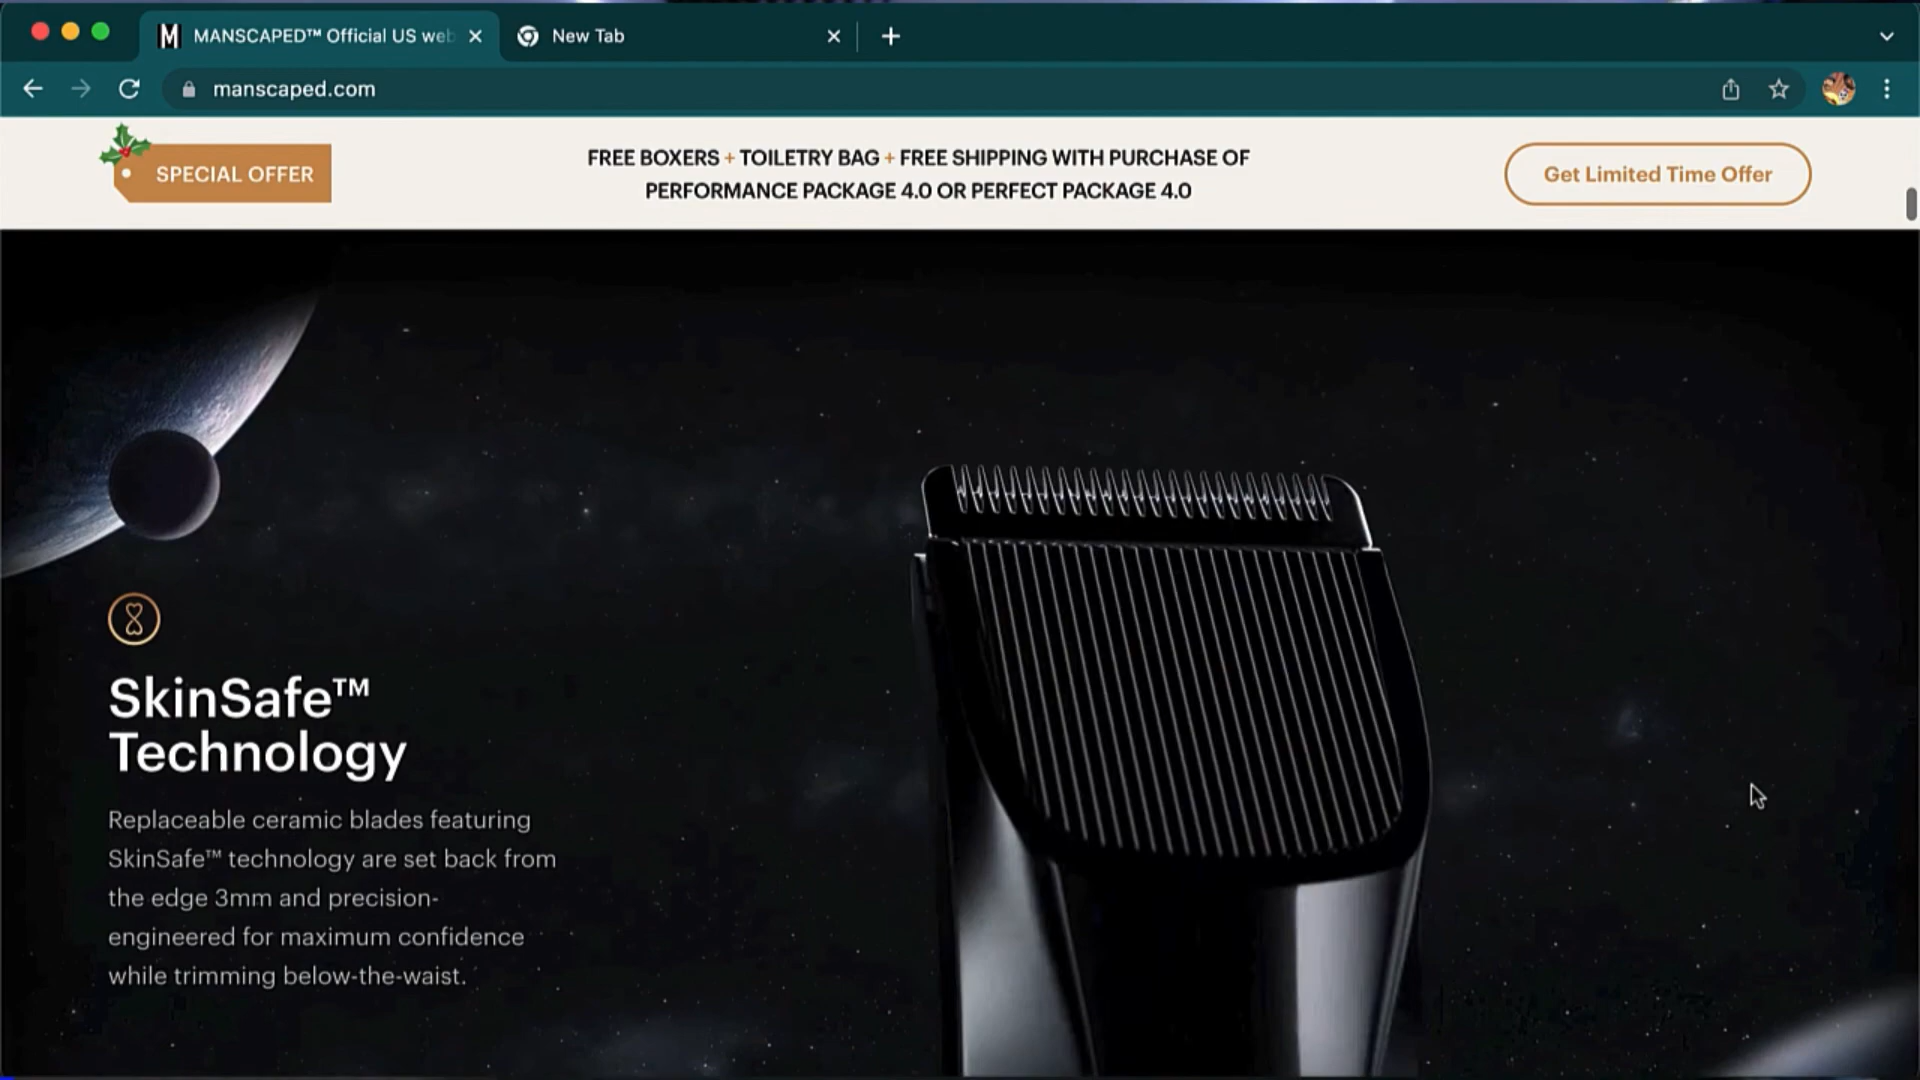 MANSCAPED™ Official US web
New Tab
manscaped.com
SPECIAL OFFER
FREE BOXERS + TOILETRY BAG + FREE SHIPPING WITH PURCHASE OF
PERFORMANCE PACKAGE 4.0 OR PERFECT PACKAGE 4.0
Get Limited Time Offer
SkinSafe™
Technology
Replaceable ceramic blades featuring
SkinSafe™ technology are set back from
the edge 3mm and precision-
engineered for maximum confidence
while trimming below-the-waist.